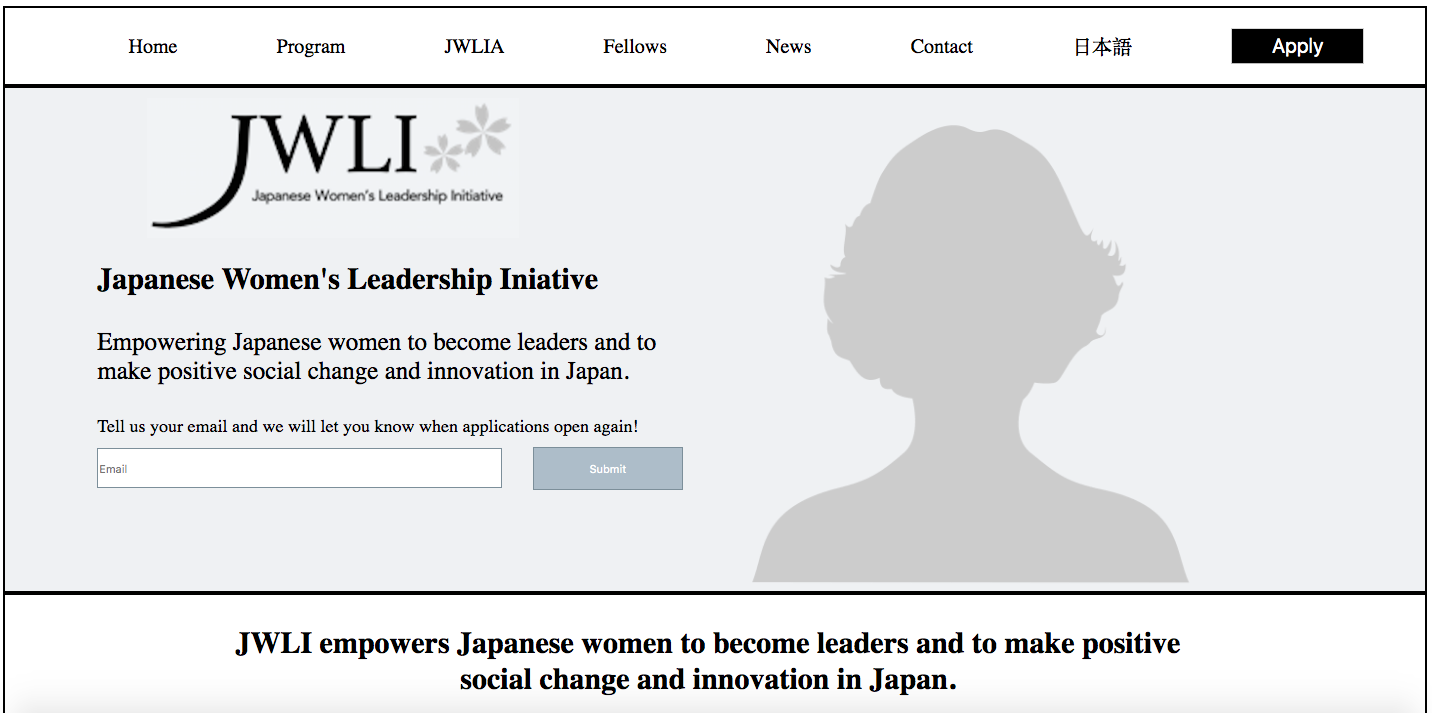 Home Program JWLIA Fellows News Contact 日本語 Apply
JWLI
Japanese Women's Leadership Initiative
Japanese Women's Leadership Iniative
Empowering Japanese women to become leaders and to
make positive social change and innovation in Japan.
Tell us your email and we will let you know when applications open again!
Email Submit
JWLI empowers Japanese women to become leaders and to make positive
social change and innovation in Japan.